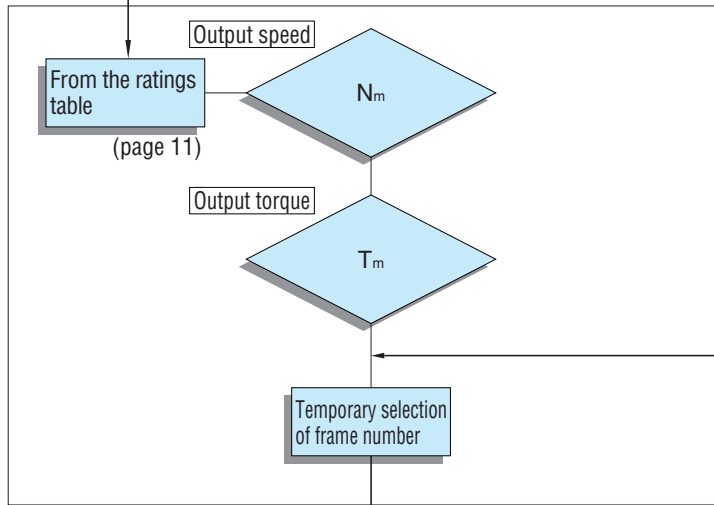 Output speed
From the ratings
table
Nm
(page 11)
Output torque
Tm
Temporary selection
of frame number